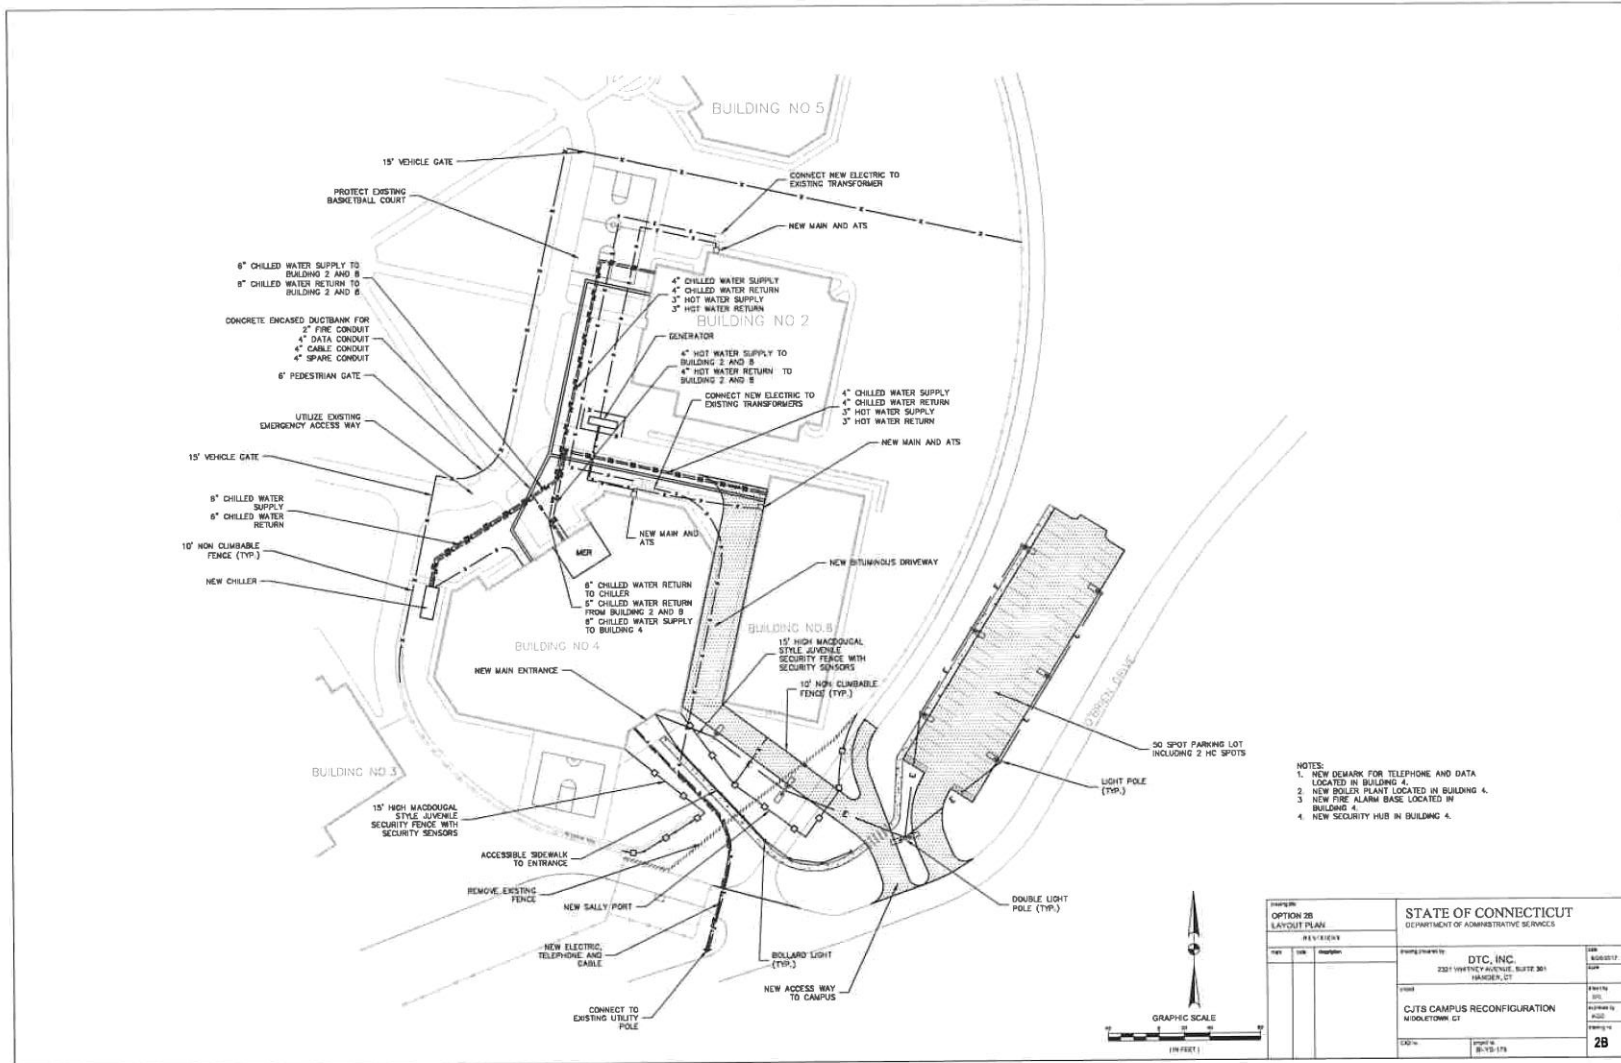 BUILDING NO 5
15' VEHICLE GATE
CONNECT NEW ELECTRIC TO
EXISTING TRANSFORMER
PROTECT EXISTING
BASKETBALL COURT
NEW MAIN AND ATS
6" CHILLED WATER SUPPLY TO
BUILDING 2 AND 8
8" CHILLED WATER RETURN TO
BUILDING 2 AND 8
4" CHILLED WATER SUPPLY
4" CHILLED WATER RETURN
3" HOT WATER SUPPLY
3" HOT WATER RETURN
BUILDING NO 2
CONCRETE ENCASED DUCTBANK FOR
2" FIRE CONDUIT
4" DATA CONDUIT
4" CABLE CONDUIT
4" SPARE CONDUIT
GENERATOR
4" HOT WATER SUPPLY TO
BUILDING 2 AND 8
4" HOT WATER RETURN TO
BUILDING 2 AND 8
6' PEDESTRIAN GATE
CONNECT NEW ELECTRIC TO
EXISTING TRANSFORMERS
4" CHILLED WATER SUPPLY
4" CHILLED WATER RETURN
3" HOT WATER SUPPLY
3" HOT WATER RETURN
UTILIZE EXISTING
EMERGENCY ACCESS WAY
NEW MAIN AND ATS
15' VEHICLE GATE
8" CHILLED WATER
SUPPLY
6" CHILLED WATER
RETURN
NEW MAIN AND
ATS
10' NON CLIMBABLE
FENCE (TYP.)
MER
NEW BITUMINOUS DRIVEWAY
NEW CHILLER
CHILLED WATER RETURN
TO CHILLER
CHILLED WATER RETURN
FROM BUILDING 2 AND 8
CHILLED WATER SUPPLY
TO BUILDING 4
BUILDING NO.8
BUILDING NO 4
15' HIGH MACDOUGAL
STYLE JUVENILE
SECURITY FENCE WITH
SECURITY SENSORS
NEW MAIN ENTRANCE
10' NON CLIMBABLE
FENCE (TYP.)
O'BRIEN DRIVE
50 SPOT PARKING LOT
INCLUDING 2 HC SPOTS
BUILDING NO.3
LIGHT POLE
(TYP.)
NOTES:
1. NEW DEMARK FOR TELEPHONE AND DATA
LOCATED IN BUILDING 4.
2. NEW BOILER PLANT LOCATED IN BUILDING 4.
3 NEW FIRE ALARM BASE LOCATED IN
BUILDING 4.
4. NEW SECURITY HUB IN BUILDING 4.
15' HIGH MACDOUGAL
STYLE JUVENILE
SECURITY FENCE WITH
SECURITY SENSORS
ACCESSIBLE SIDEWALK
TO ENTRANCE
REMOVE EXISTING
FENCE
NEW SALLY PORT
DOUBLE LIGHT
POLE (TYP.)
NEW ELECTRIC,
TELEPHONE AND
CABLE
BOLLARD LIGHT
(TYP.)
NEW ACCESS WAY
TO CAMPUS
CONNECT TO
EXISTING UTILITY
POLE
GRAPHIC SCALE
( IN FEET )
OPTION 2B
LAYOUT PLAN
REVISIONS
STATE OF CONNECTICUT
DEPARTMENT OF ADMINISTRATIVE SERVICES
DTC, INC.
2321 WHITNEY AVENUE, SUITE 301
HAMDEN, CT
project
CJTS CAMPUS RECONFIGURATION
MIDDLETOWN CT
2B